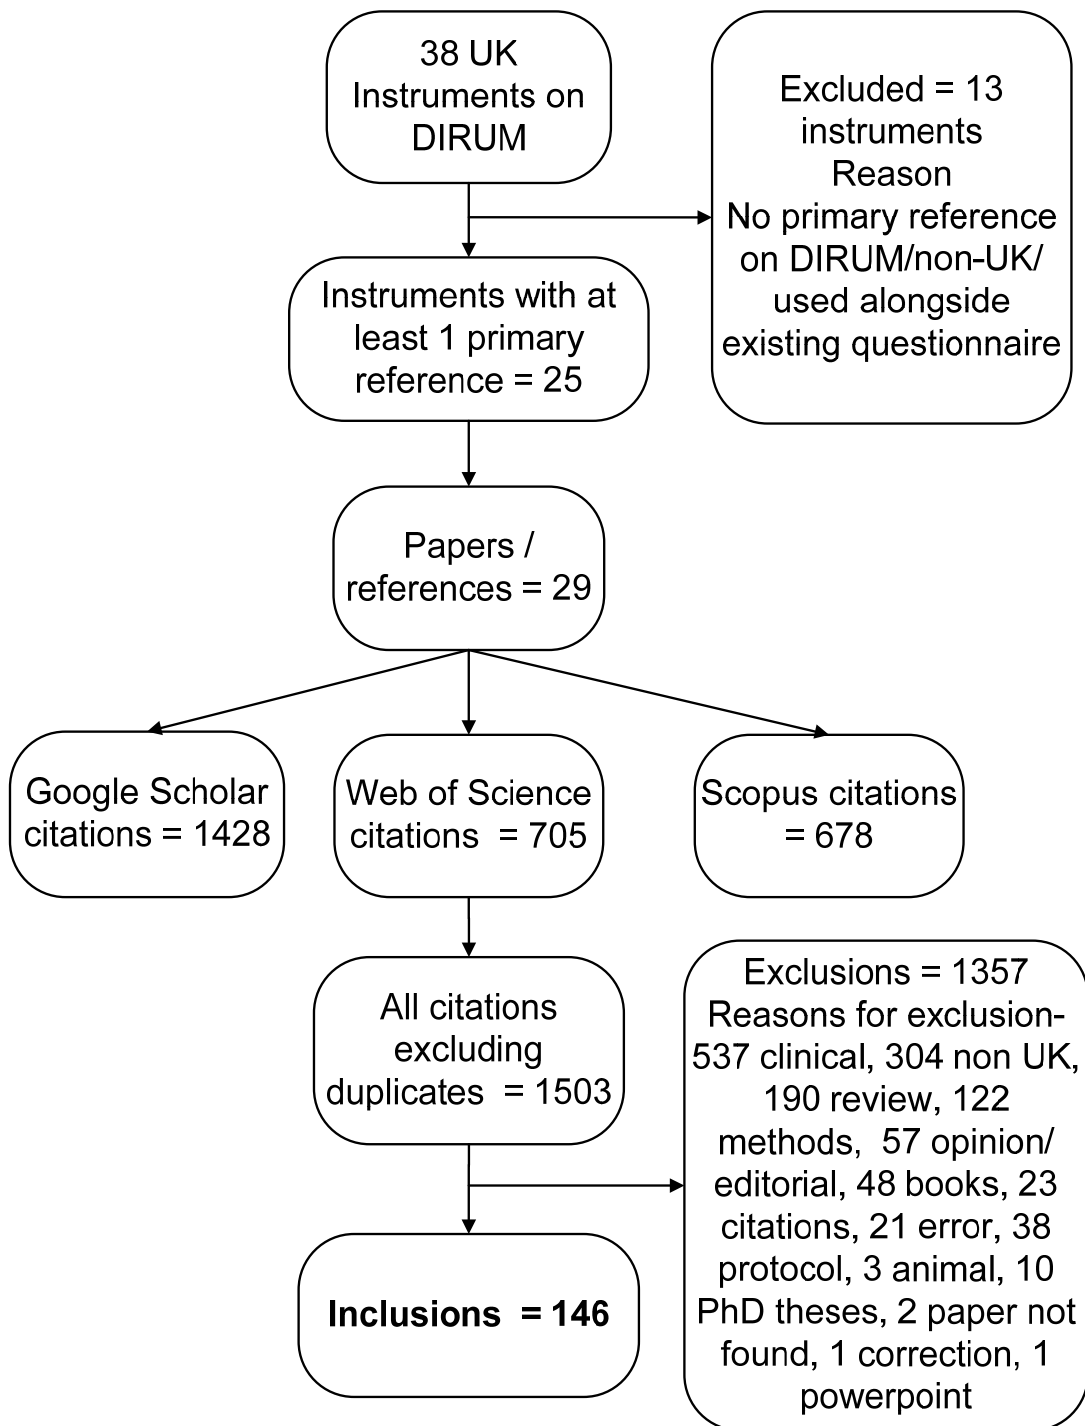 38 UK
Instruments on
DIRUM
Excluded = 13
instruments
Reason
No primary reference
on DIRUM/non-UK/
used alongside
existing questionnaire
Instruments with at
least 1 primary
reference = 25
Papers /
references = 29
Google Scholar
citations = 1428
Web of Science
citations  = 705
Scopus citations
= 678
All citations
excluding
duplicates  = 1503
Exclusions = 1357
Reasons for exclusion-
537 clinical, 304 non UK,
190 review, 122
methods,  57 opinion/
editorial, 48 books, 23
citations, 21 error, 38
protocol, 3 animal, 10
PhD theses, 2 paper not
found, 1 correction, 1
powerpoint
Inclusions  = 146